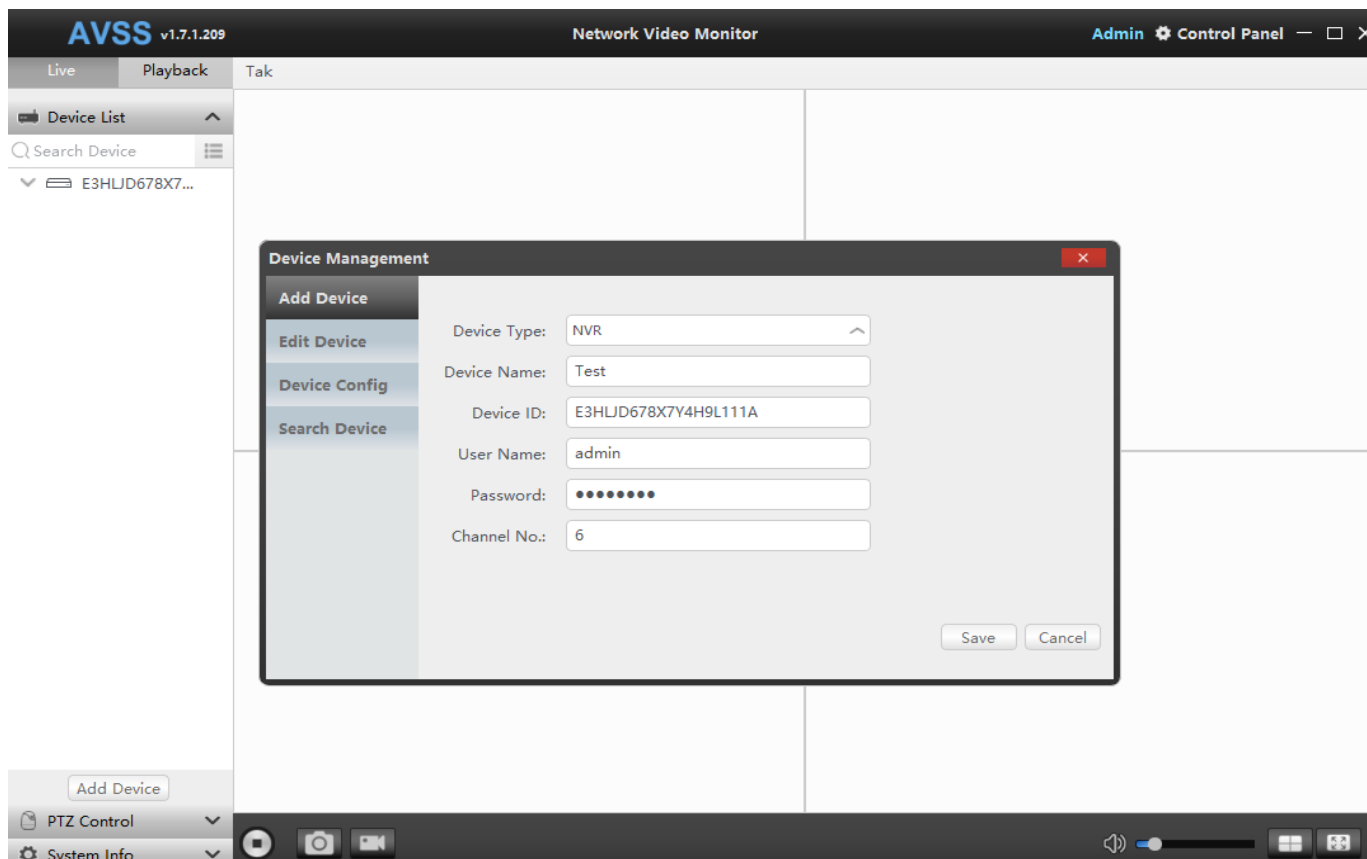 AVSS v1.7.1.209 Network Video Monitor Admin Control Panel
Live Playback Tak
Device List
Search Device
E3HLJD678X7...
Device Management
Add Device
Edit Device
Device Config
Search Device
Device Type: NVR
Device Name: Test
Device ID: E3HLJD678X7Y4H9L111A
User Name: admin
Password: ••••••••
Channel No.: 6
Save Cancel
Add Device
PTZ Control
System Info